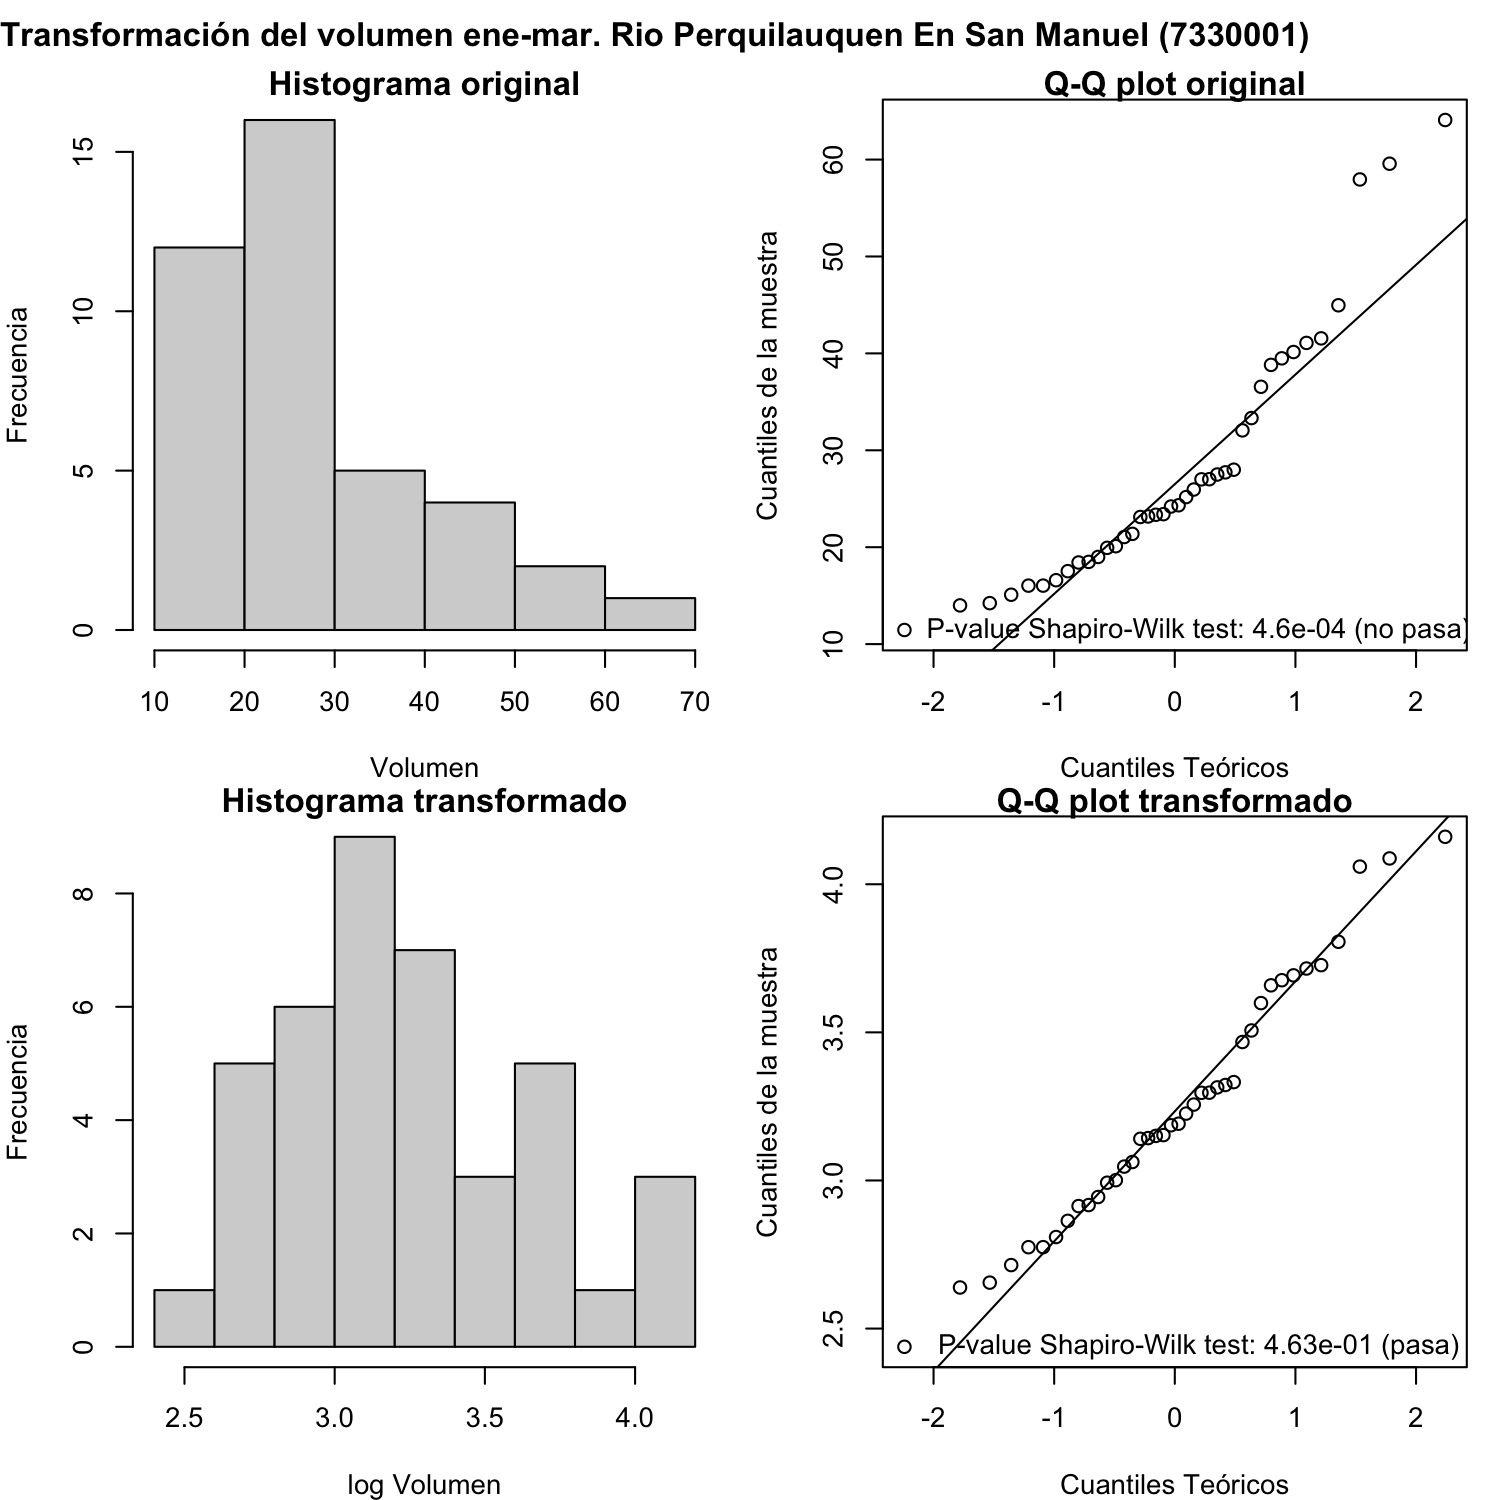 Transformación del volumen ene-mar. Rio Perquilauquen En San Manuel (7330001)
Histograma original
Frecuencia
0
5
10
15
10 20 30 40 50 60 70
Volumen
Q-Q plot original
Cuantiles de la muestra
10
20
30
40
50
60
P-value Shapiro-Wilk test: 4.6e-04 (no pasa)
-2 -1 0 1 2
Cuantiles Teóricos
Histograma transformado
Frecuencia
0
2
4
6
8
2.5 3.0 3.5 4.0
log Volumen
Q-Q plot transformado
Cuantiles de la muestra
2.5
3.0
3.5
4.0
P-value Shapiro-Wilk test: 4.63e-01 (pasa)
-2 -1 0 1 2
Cuantiles Teóricos